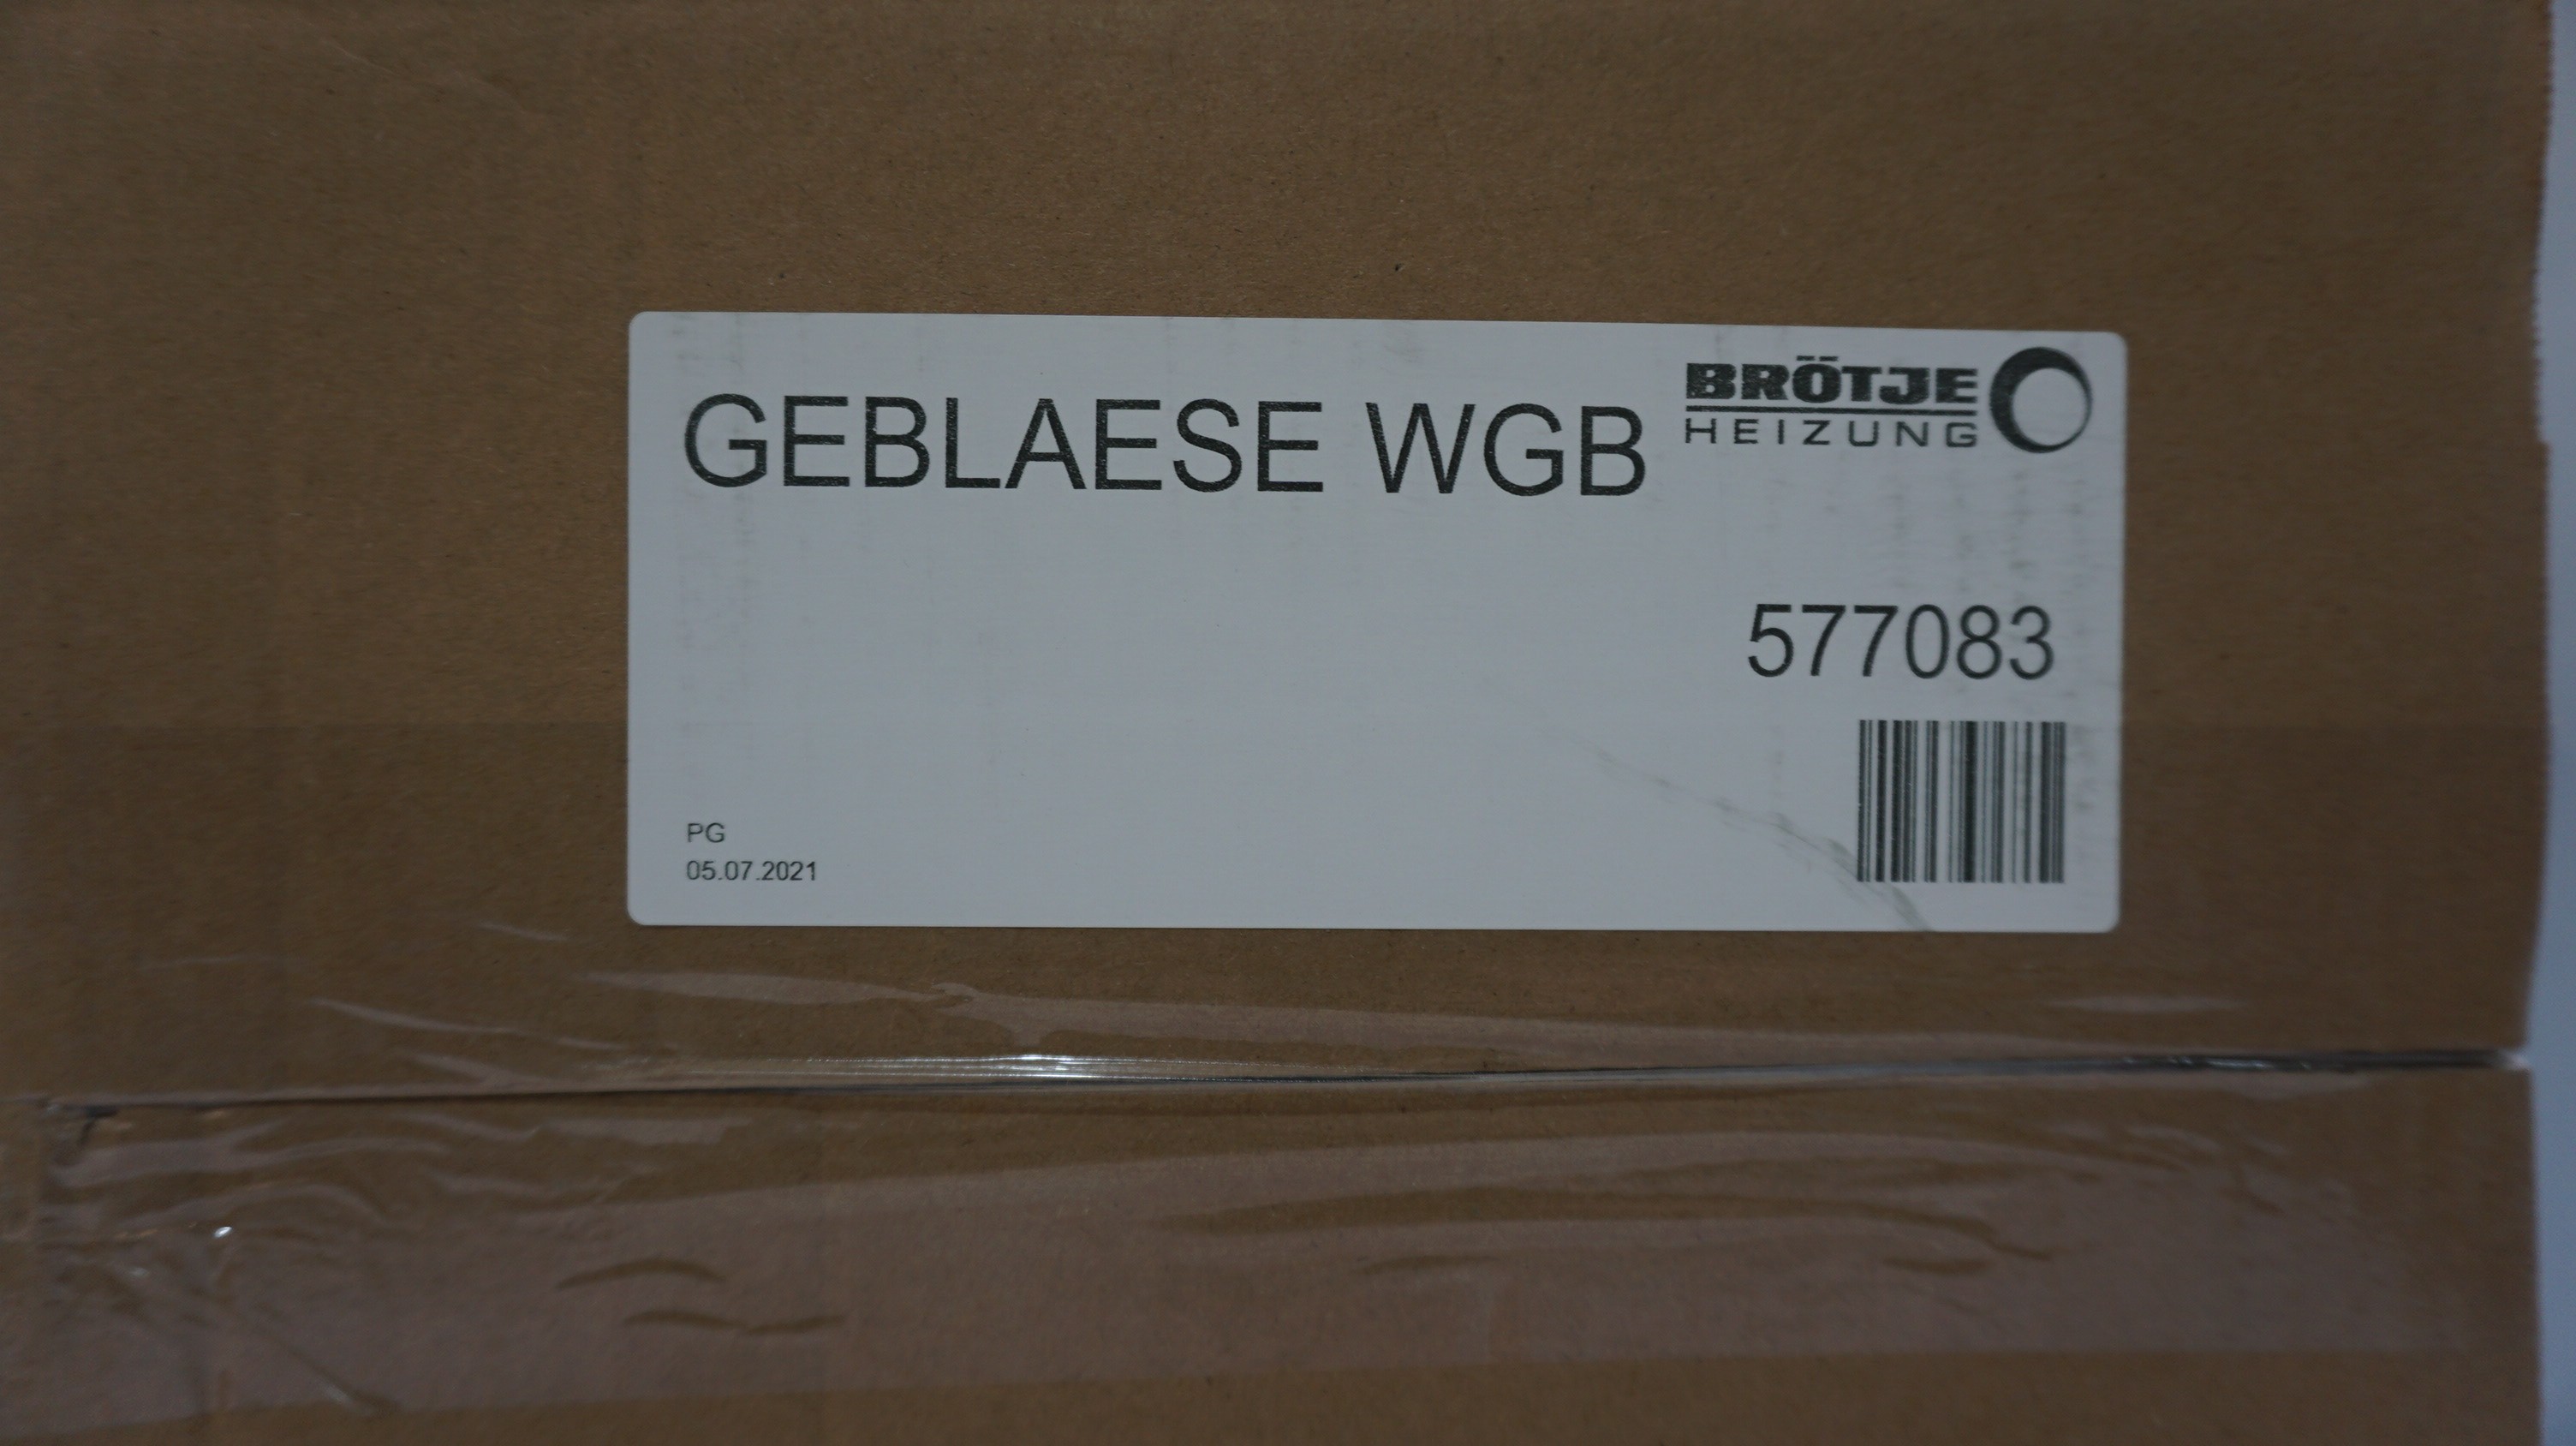 GEBLAESE WGB
BRÖTJE
HEIZUNG
577083
PG
05.07.2021